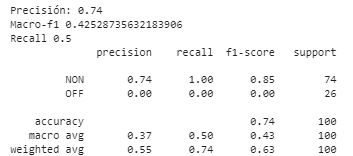 Precisión: 0.74
Macro-f1 0.42528735632183906
Recall 0.5
precision recall f1-score support
NON 0.74 1.00 0.85 74
OFF 0.00 0.00 0.00 26
accuracy 0.74 100
macro avg 0.37 0.50 0.43 100
weighted avg 0.55 0.74 0.63 100